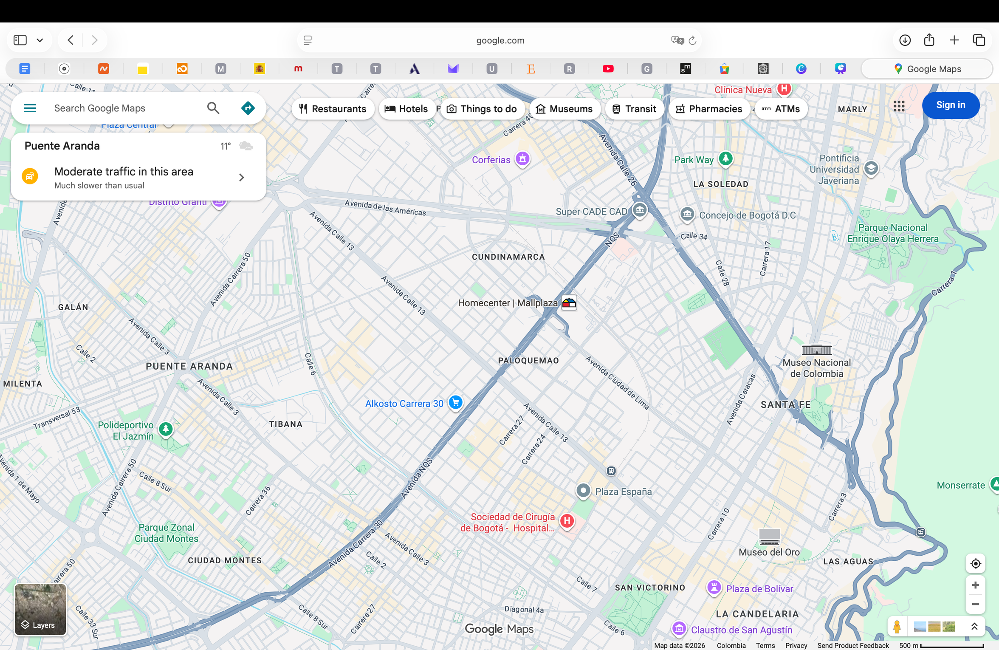 google.com
M
m
T
T
U
E
R
G
sm
C
Google Maps
Search Google Maps
Restaurants
Hotels
Things to do
Museums
Transit
Pharmacies
ATMs
Sign in
Plaza Central
Puente Aranda
11°
Moderate traffic in this area
Much slower than usual
Distrito Grafiti
Calle 11
Clínica Nueva
H
MARLY
Carrera 40
Avenida Calle 26
Corferias
Park Way
Pontificia
Universidad
Javeriana
LA SOLEDAD
Avenida de las Américas
Super CADE CAD
Concejo de Bogotá D.C
Avenida Calle 13
Calle 34
NQS
Parque Nacional
Enrique Olaya Herrera
Carrera 17
Calle 28
Carrera 1
CUNDINAMARCA
Avenida Carrera 50
Avenida Calle 13
Homecenter | Mallplaza
GALÁN
Avenida Calle 3
Calle 2
Calle 6
PUENTE ARANDA
PALOQUEMAO
Avenida Ciudad de Lima
Museo Nacional
de Colombia
MILENTA
Avenida Calle 3
Alkosto Carrera 30
Avenida Caracas
SANTA FE
Transversal 53
Polideportivo
El Jazmín
TIBANA
Carrera 27
Avenida Calle 13
Carrera 24
Avenida NQS
Avenida 1 de Mayo
Avenida Carrera 50
Calle 8 Sur
Carrera 36
Plaza España
Monserrate
Sociedad de Cirugía
de Bogotá - Hospital...
H
Carrera 3
Carrera 10
Parque Zonal
Ciudad Montes
Avenida Carrera 30
Avenida Calle 3
Museo del Oro
CIUDAD MONTES
Calle 2
LAS AGUAS
Calle 7
SAN VICTORINO
Plaza de Bolívar
Calle 33 Sur
Calle 8 Sur
Carrera 27
Diagonal 4a
LA CANDELARIA
Layers
Google Maps
Calle 6
Claustro de San Agustín
Map data ©2026
Colombia
Terms
Privacy
Send Product Feedback
500 m